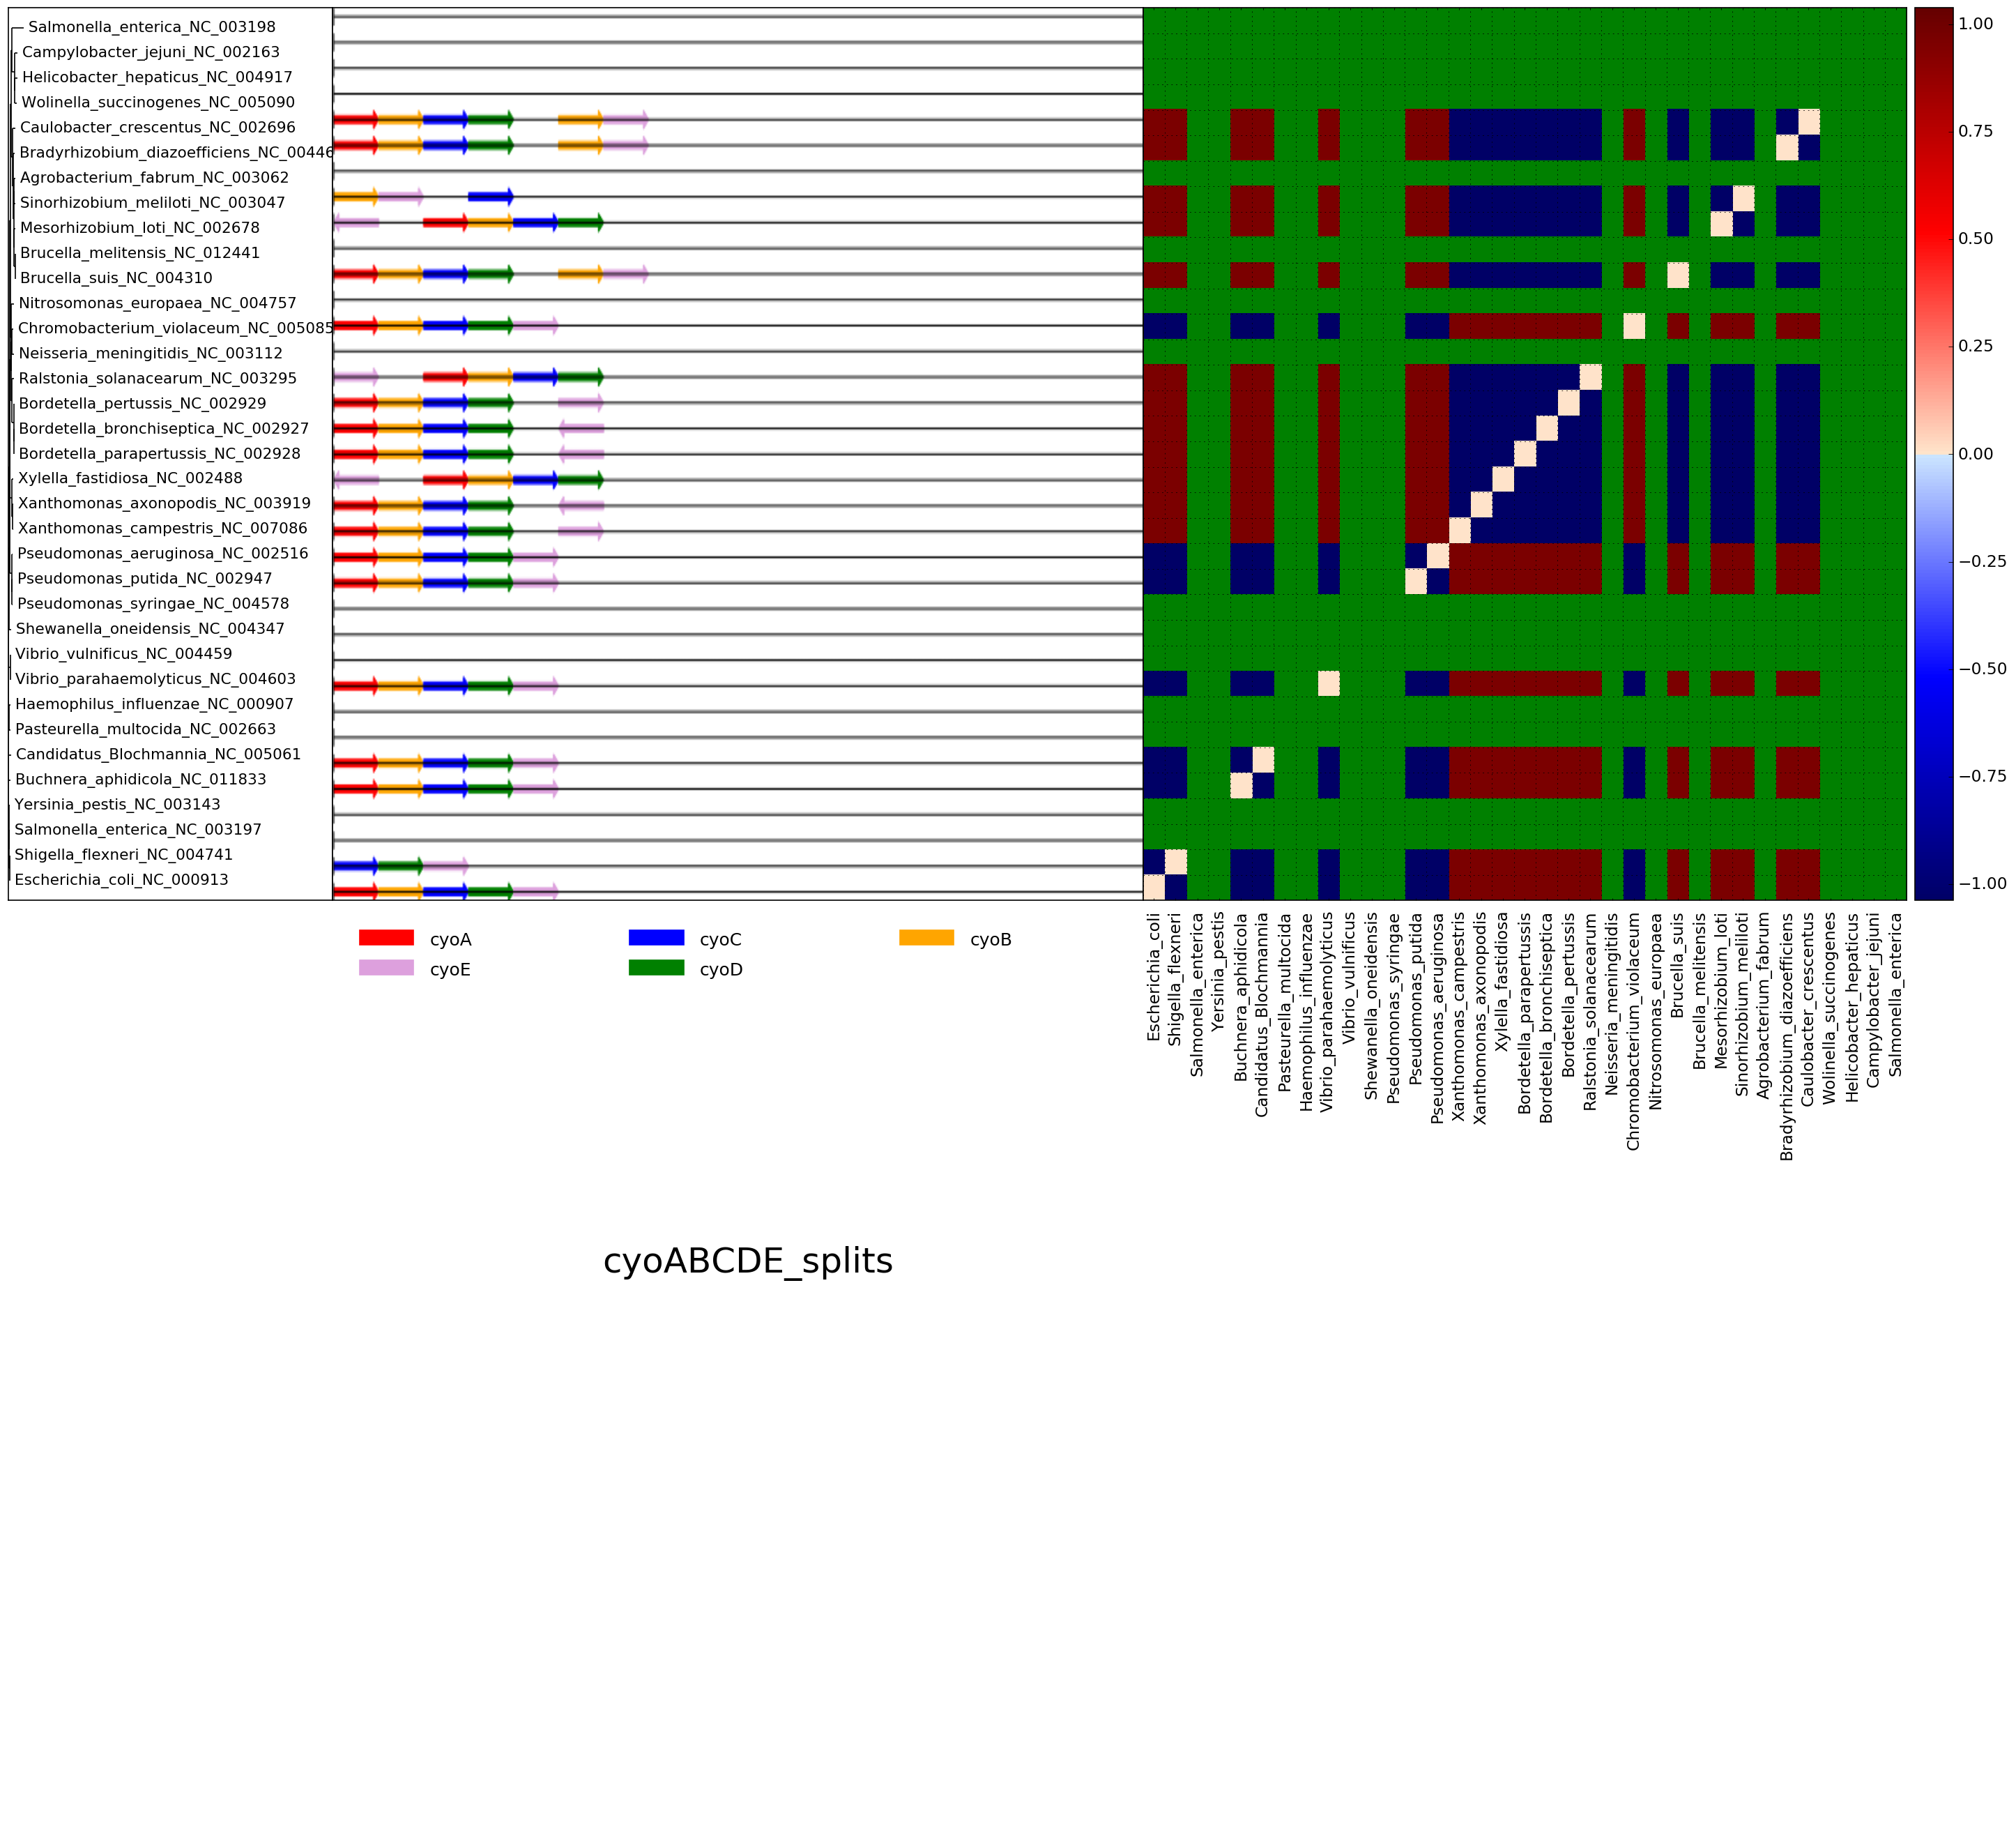 Salmonella_enterica_NC_003198
Campylobacter_jejuni_NC_002163
Helicobacter_hepaticus_NC_004917
Wolinella_succinogenes_NC_005090
Caulobacter_crescentus_NC_002696
Bradyrhizobium_diazoefficiens_NC_00446
Agrobacterium_fabrum_NC_003062
Sinorhizobium_meliloti_NC_003047
Mesorhizobium_loti_NC_002678
Brucella_melitensis_NC_012441
Brucella_suis_NC_004310
Nitrosomonas_europaea_NC_004757
Chromobacterium_violaceum_NC_005085
Neisseria_meningitidis_NC_003112
Ralstonia_solanacearum_NC_003295
Bordetella_pertussis_NC_002929
Bordetella_bronchiseptica_NC_002927
Bordetella_parapertussis_NC_002928
Xylella_fastidiosa_NC_002488
Xanthomonas_axonopodis_NC_003919
Xanthomonas_campestris_NC_007086
Pseudomonas_aeruginosa_NC_002516
Pseudomonas_putida_NC_002947
Pseudomonas_syringae_NC_004578
Shewanella_oneidensis_NC_004347
Vibrio_vulnificus_NC_004459
Vibrio_parahaemolyticus_NC_004603
Haemophilus_influenzae_NC_000907
Pasteurella_multocida_NC_002663
Candidatus_Blochmannia_NC_005061
Buchnera_aphidicola_NC_011833
Yersinia_pestis_NC_003143
Salmonella_enterica_NC_003197
Shigella_flexneri_NC_004741
Escherichia_coli_NC_000913
1.00
0.75
0.50
0.25
0.00
−0.25
−0.50
−0.75
−1.00
cyoA
cyoC
cyoB
cyoE
cyoD
Escherichia_coli
Shigella_flexneri
Salmonella_enterica
Yersinia_pestis
Buchnera_aphidicola
Candidatus_Blochmannia
Pasteurella_multocida
Haemophilus_influenzae
Vibrio_parahaemolyticus
Vibrio_vulnificus
Shewanella_oneidensis
Pseudomonas_syringae
Pseudomonas_putida
Pseudomonas_aeruginosa
Xanthomonas_campestris
Xanthomonas_axonopodis
Xylella_fastidiosa
Bordetella_parapertussis
Bordetella_bronchiseptica
Bordetella_pertussis
Ralstonia_solanacearum
Neisseria_meningitidis
Chromobacterium_violaceum
Nitrosomonas_europaea
Brucella_suis
Brucella_melitensis
Mesorhizobium_loti
Sinorhizobium_meliloti
Agrobacterium_fabrum
Bradyrhizobium_diazoefficiens
Caulobacter_crescentus
Wolinella_succinogenes
Helicobacter_hepaticus
Campylobacter_jejuni
Salmonella_enterica
cyoABCDE_splits